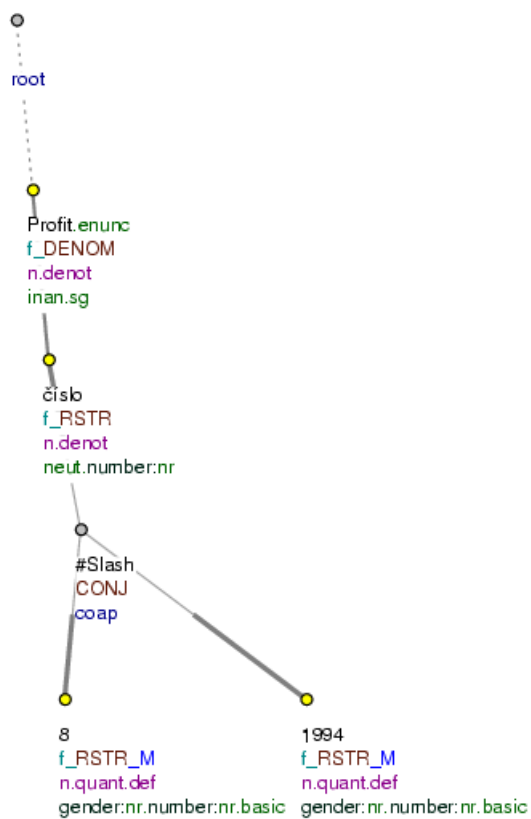 root
Profit.enunc
f_DENOM
n.denot
inan.sg
číslo
f_RSTR
n.denot
neut.number:nr
#Slash
CONJ
coap
8
f_RSTR_M
n.quant.def
gender:nr.number:nr.basic
1994
f_RSTR_M
n.quant.def
gender:nr.number:nr.basic